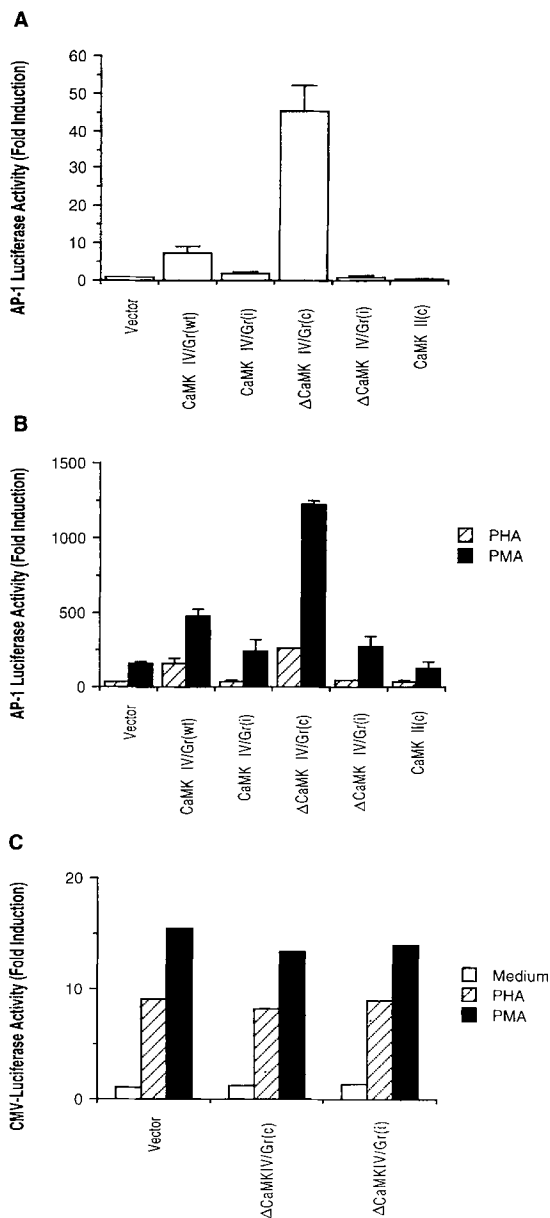 A
AP-1 Luciferase Activity (Fold Induction)
60
50
40
30
20
10
0
Vector
CaMK IV/Gr(wt)
CaMK IV/Gr(i)
ΔCaMK IV/Gr(c)
ΔCaMK IV/Gr(i)
CaMK II(c)
B
AP-1 Luciferase Activity (Fold Induction)
1500
1000
500
0
PHA
PMA
Vector
CaMK IV/Gr(wt)
CaMK IV/Gr(i)
ΔCaMK IV/Gr(c)
ΔCaMK IV/Gr(i)
CaMK II(c)
C
CMV-Luciferase Activity (Fold Induction)
20
10
0
Medium
PHA
PMA
Vector
ΔCaMKIV/Gr(c)
ΔCaMKIV/Gr(i)